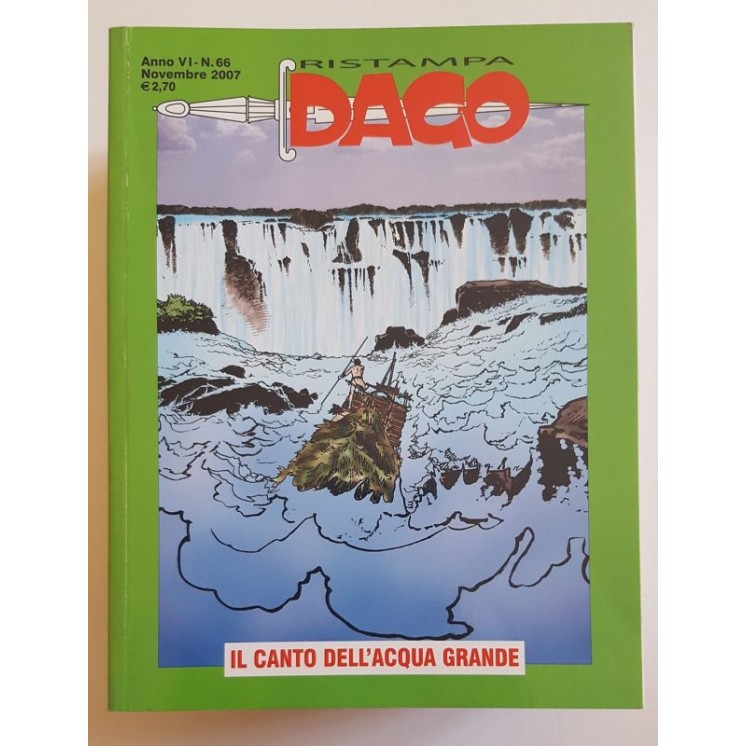 Anno VI - N. 66
Novembre 2007
€ 2,70
RISTAMPA
DAGO
IL CANTO DELL'ACQUA GRANDE